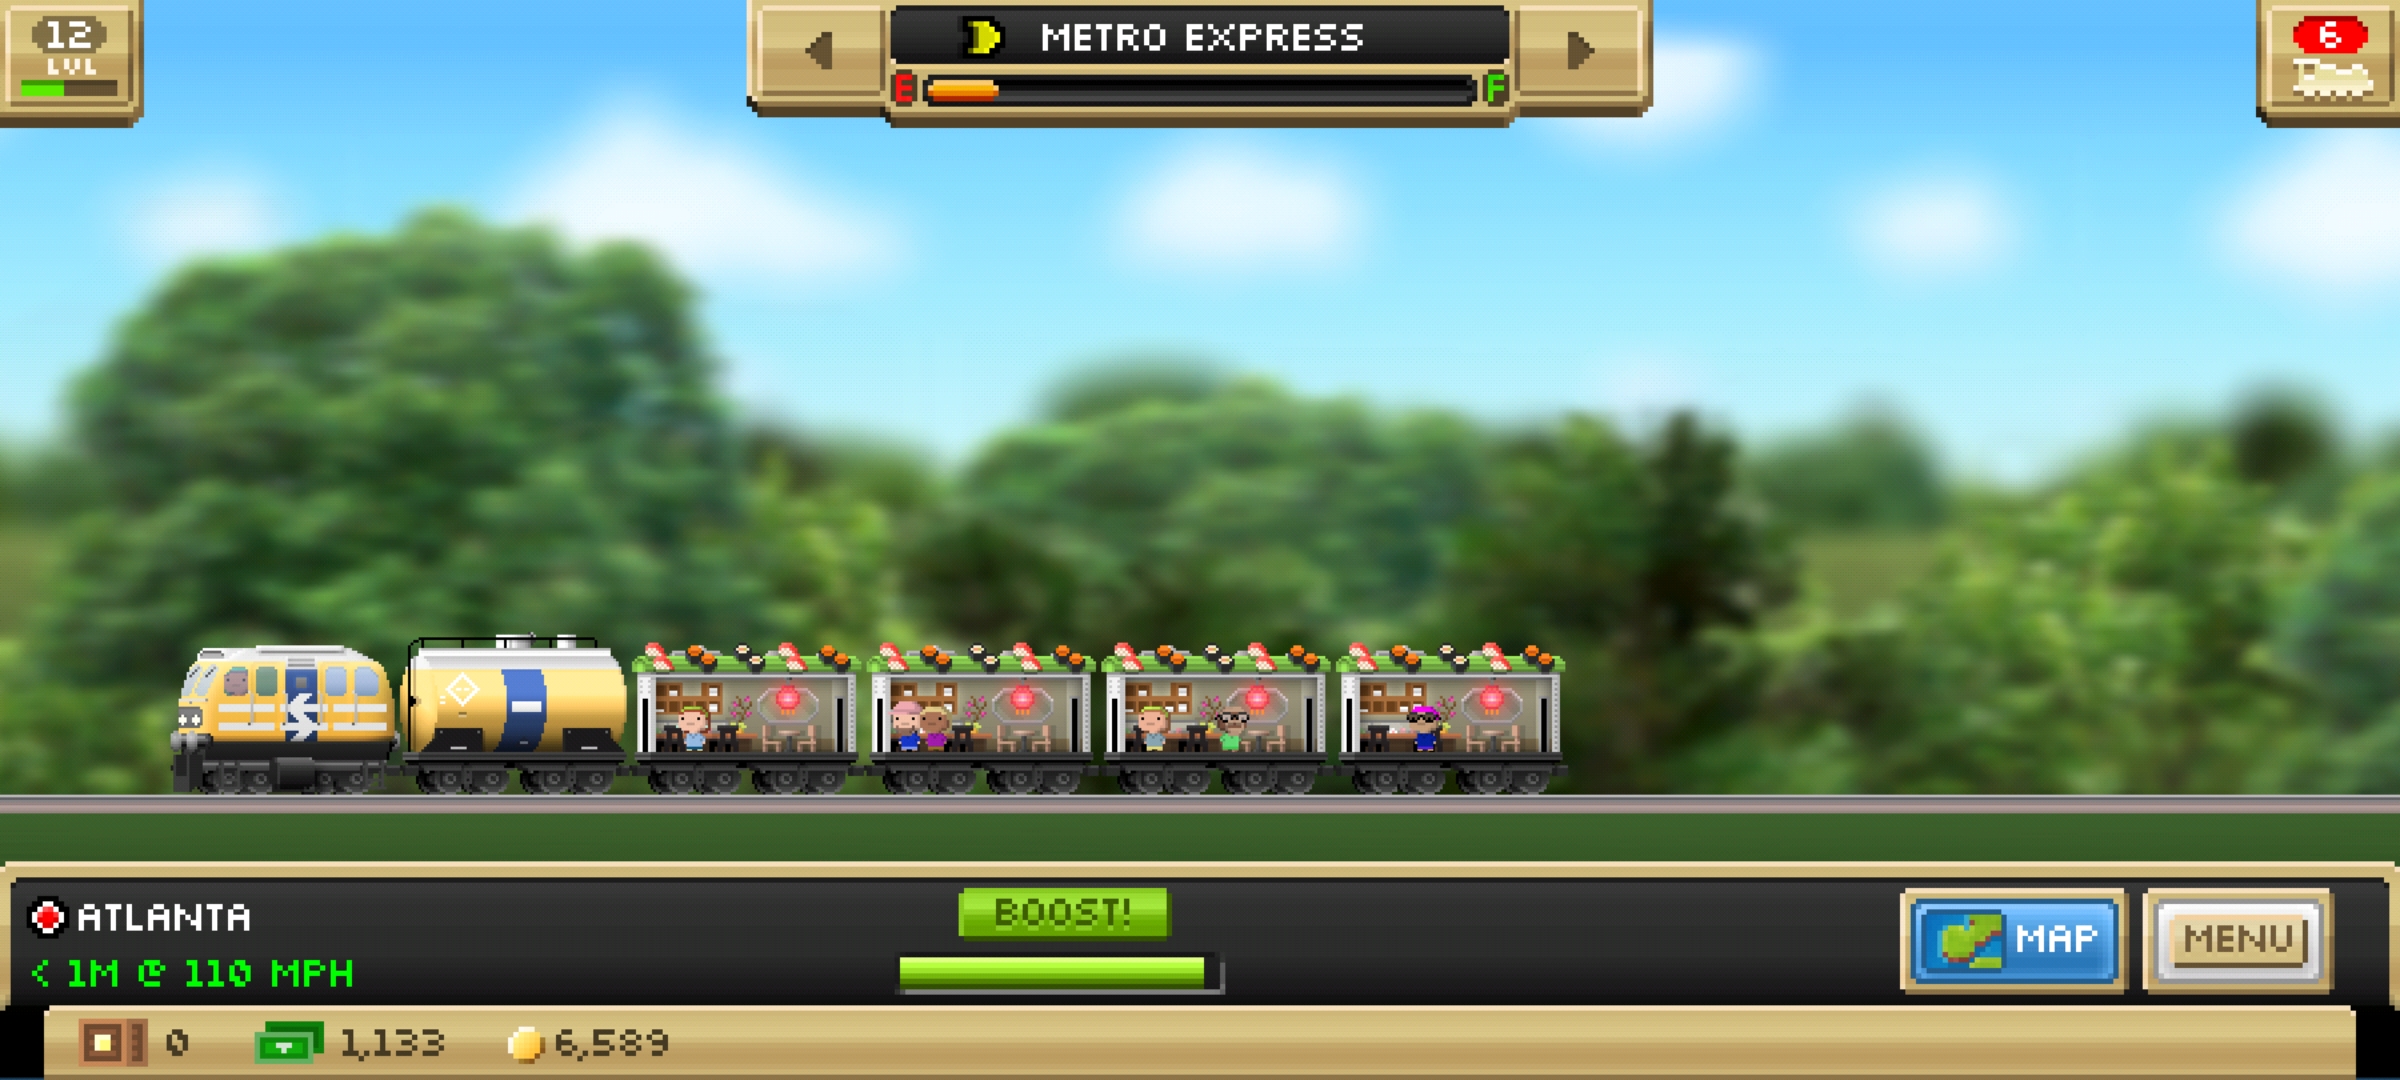 12
LVL
METRO EXPRESS
E F
6
ATLANTA
< 1M @ 110 MPH
BOOST!
MAP
MENU
0 1,133 6,589